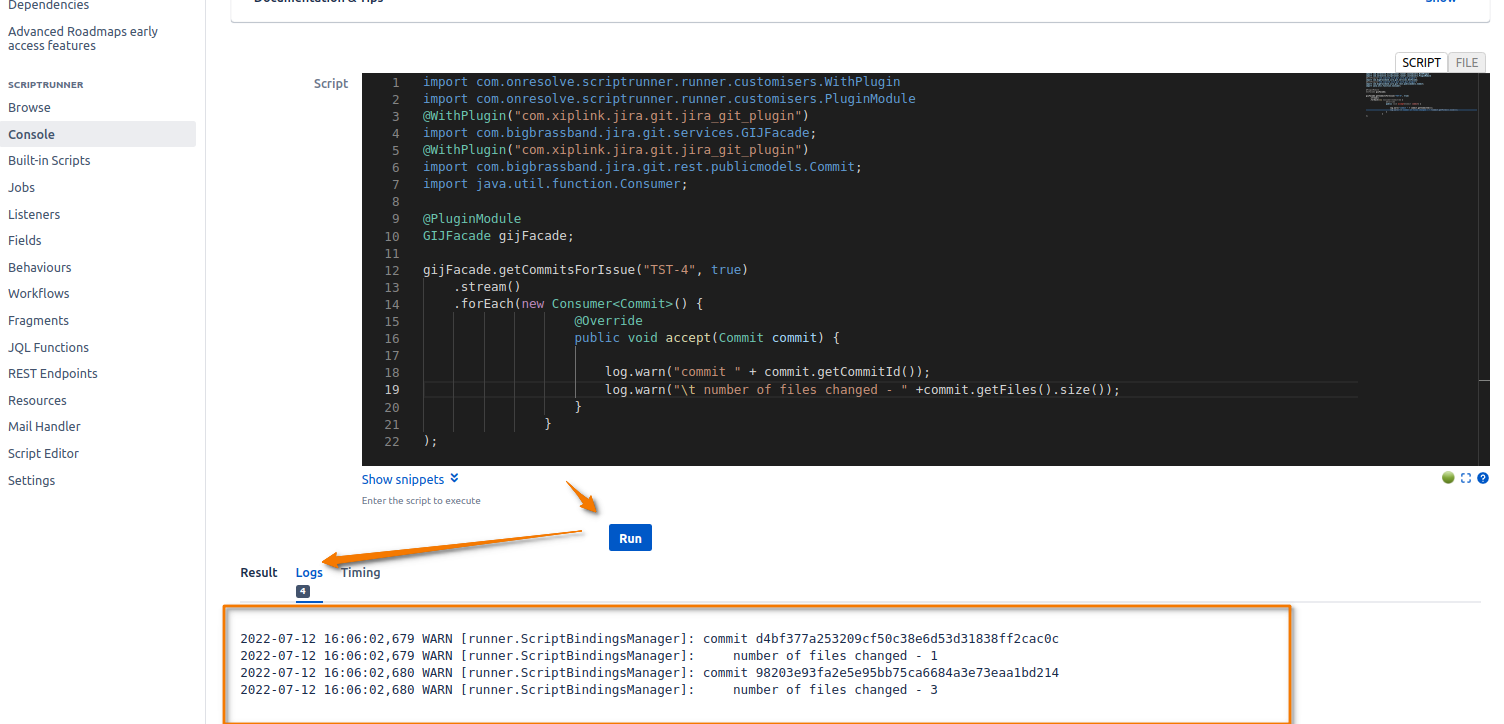 Dependencies
Advanced Roadmaps early
access features
SCRIPTRUNNER
Browse
Console
Built-in Scripts
Jobs
Listeners
Fields
Behaviours
Workflows
Fragments
JQL Functions
REST Endpoints
Resources
Mail Handler
Script Editor
Settings
Documentation & Tips
Show
SCRIPT FILE
Script
1 import com.onresolve.scriptrunner.runner.customisers.WithPlugin
2 import com.onresolve.scriptrunner.runner.customisers.PluginModule
3 @WithPlugin("com.xiplink.jira.git.jira_git_plugin")
4 import com.bigbrassband.jira.git.services.GIJFacade;
5 @WithPlugin("com.xiplink.jira.git.jira_git_plugin")
6 import com.bigbrassband.jira.git.rest.publicmodels.Commit;
7 import java.util.function.Consumer;
8
9 @PluginModule
10 GIJFacade gijFacade;
11
12 gijFacade.getCommitsForIssue("TST-4", true)
13 .stream()
14 .forEach(new Consumer<Commit>() {
15 @Override
16 public void accept(Commit commit) {
17
18 log.warn("commit " + commit.getCommitId());
19 log.warn("\t number of files changed - " +commit.getFiles().size());
20 }
21 }
22 );
Show snippets
?
Enter the script to execute
Run
Result Logs Timing
4
2022-07-12 16:06:02,679 WARN [runner.ScriptBindingsManager]: commit d4bf377a253209cf50c38e6d53d31838ff2cac0c
2022-07-12 16:06:02,679 WARN [runner.ScriptBindingsManager]: number of files changed - 1
2022-07-12 16:06:02,680 WARN [runner.ScriptBindingsManager]: commit 98203e93fa2e5e95bb75ca6684a3e73eaa1bd214
2022-07-12 16:06:02,680 WARN [runner.ScriptBindingsManager]: number of files changed - 3